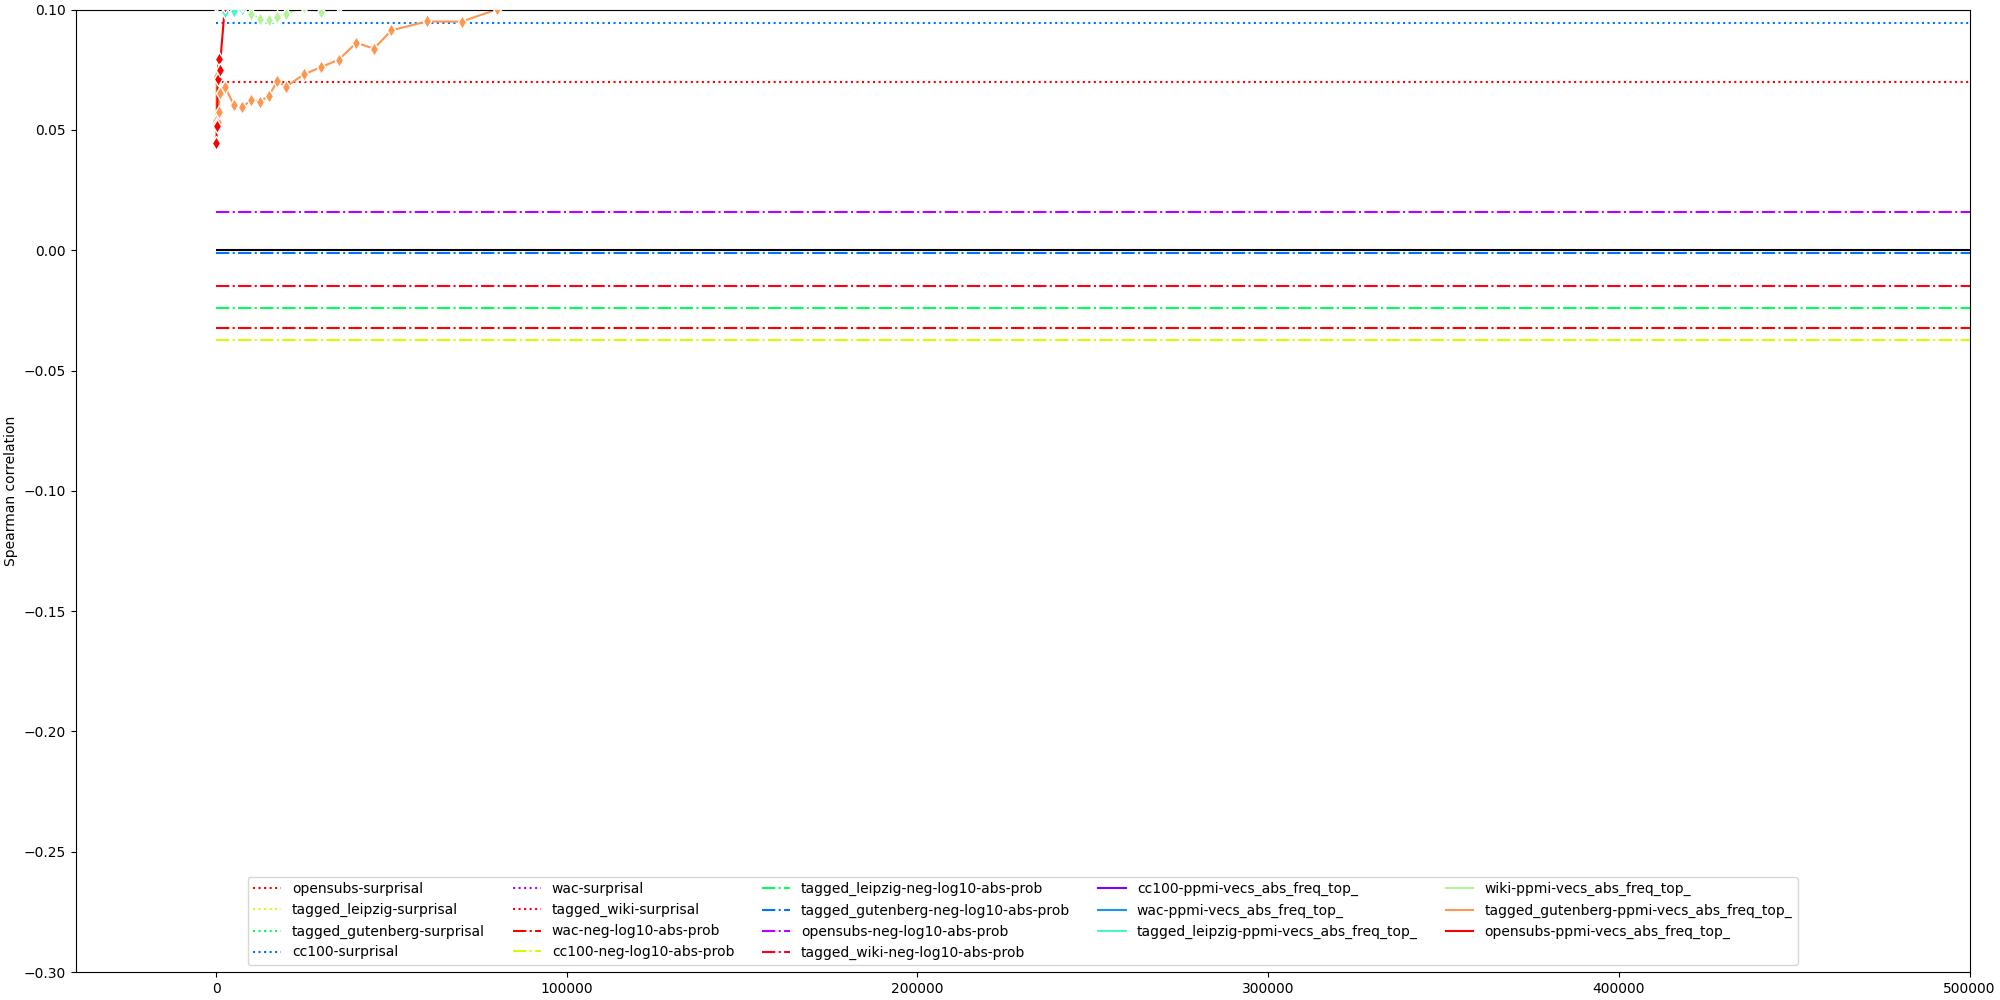 0.10
0.05
0.00
−0.05
−0.10
−0.15
−0.20
−0.25
−0.30
Spearman correlation
0
100000
200000
300000
400000
500000
opensubs-surprisal
tagged_leipzig-surprisal
tagged_gutenberg-surprisal
cc100-surprisal
wac-surprisal
tagged_wiki-surprisal
wac-neg-log10-abs-prob
cc100-neg-log10-abs-prob
tagged_leipzig-neg-log10-abs-prob
tagged_gutenberg-neg-log10-abs-prob
opensubs-neg-log10-abs-prob
tagged_wiki-neg-log10-abs-prob
cc100-ppmi-vecs_abs_freq_top_
wac-ppmi-vecs_abs_freq_top_
tagged_leipzig-ppmi-vecs_abs_freq_top_
wiki-ppmi-vecs_abs_freq_top_
tagged_gutenberg-ppmi-vecs_abs_freq_top_
opensubs-ppmi-vecs_abs_freq_top_